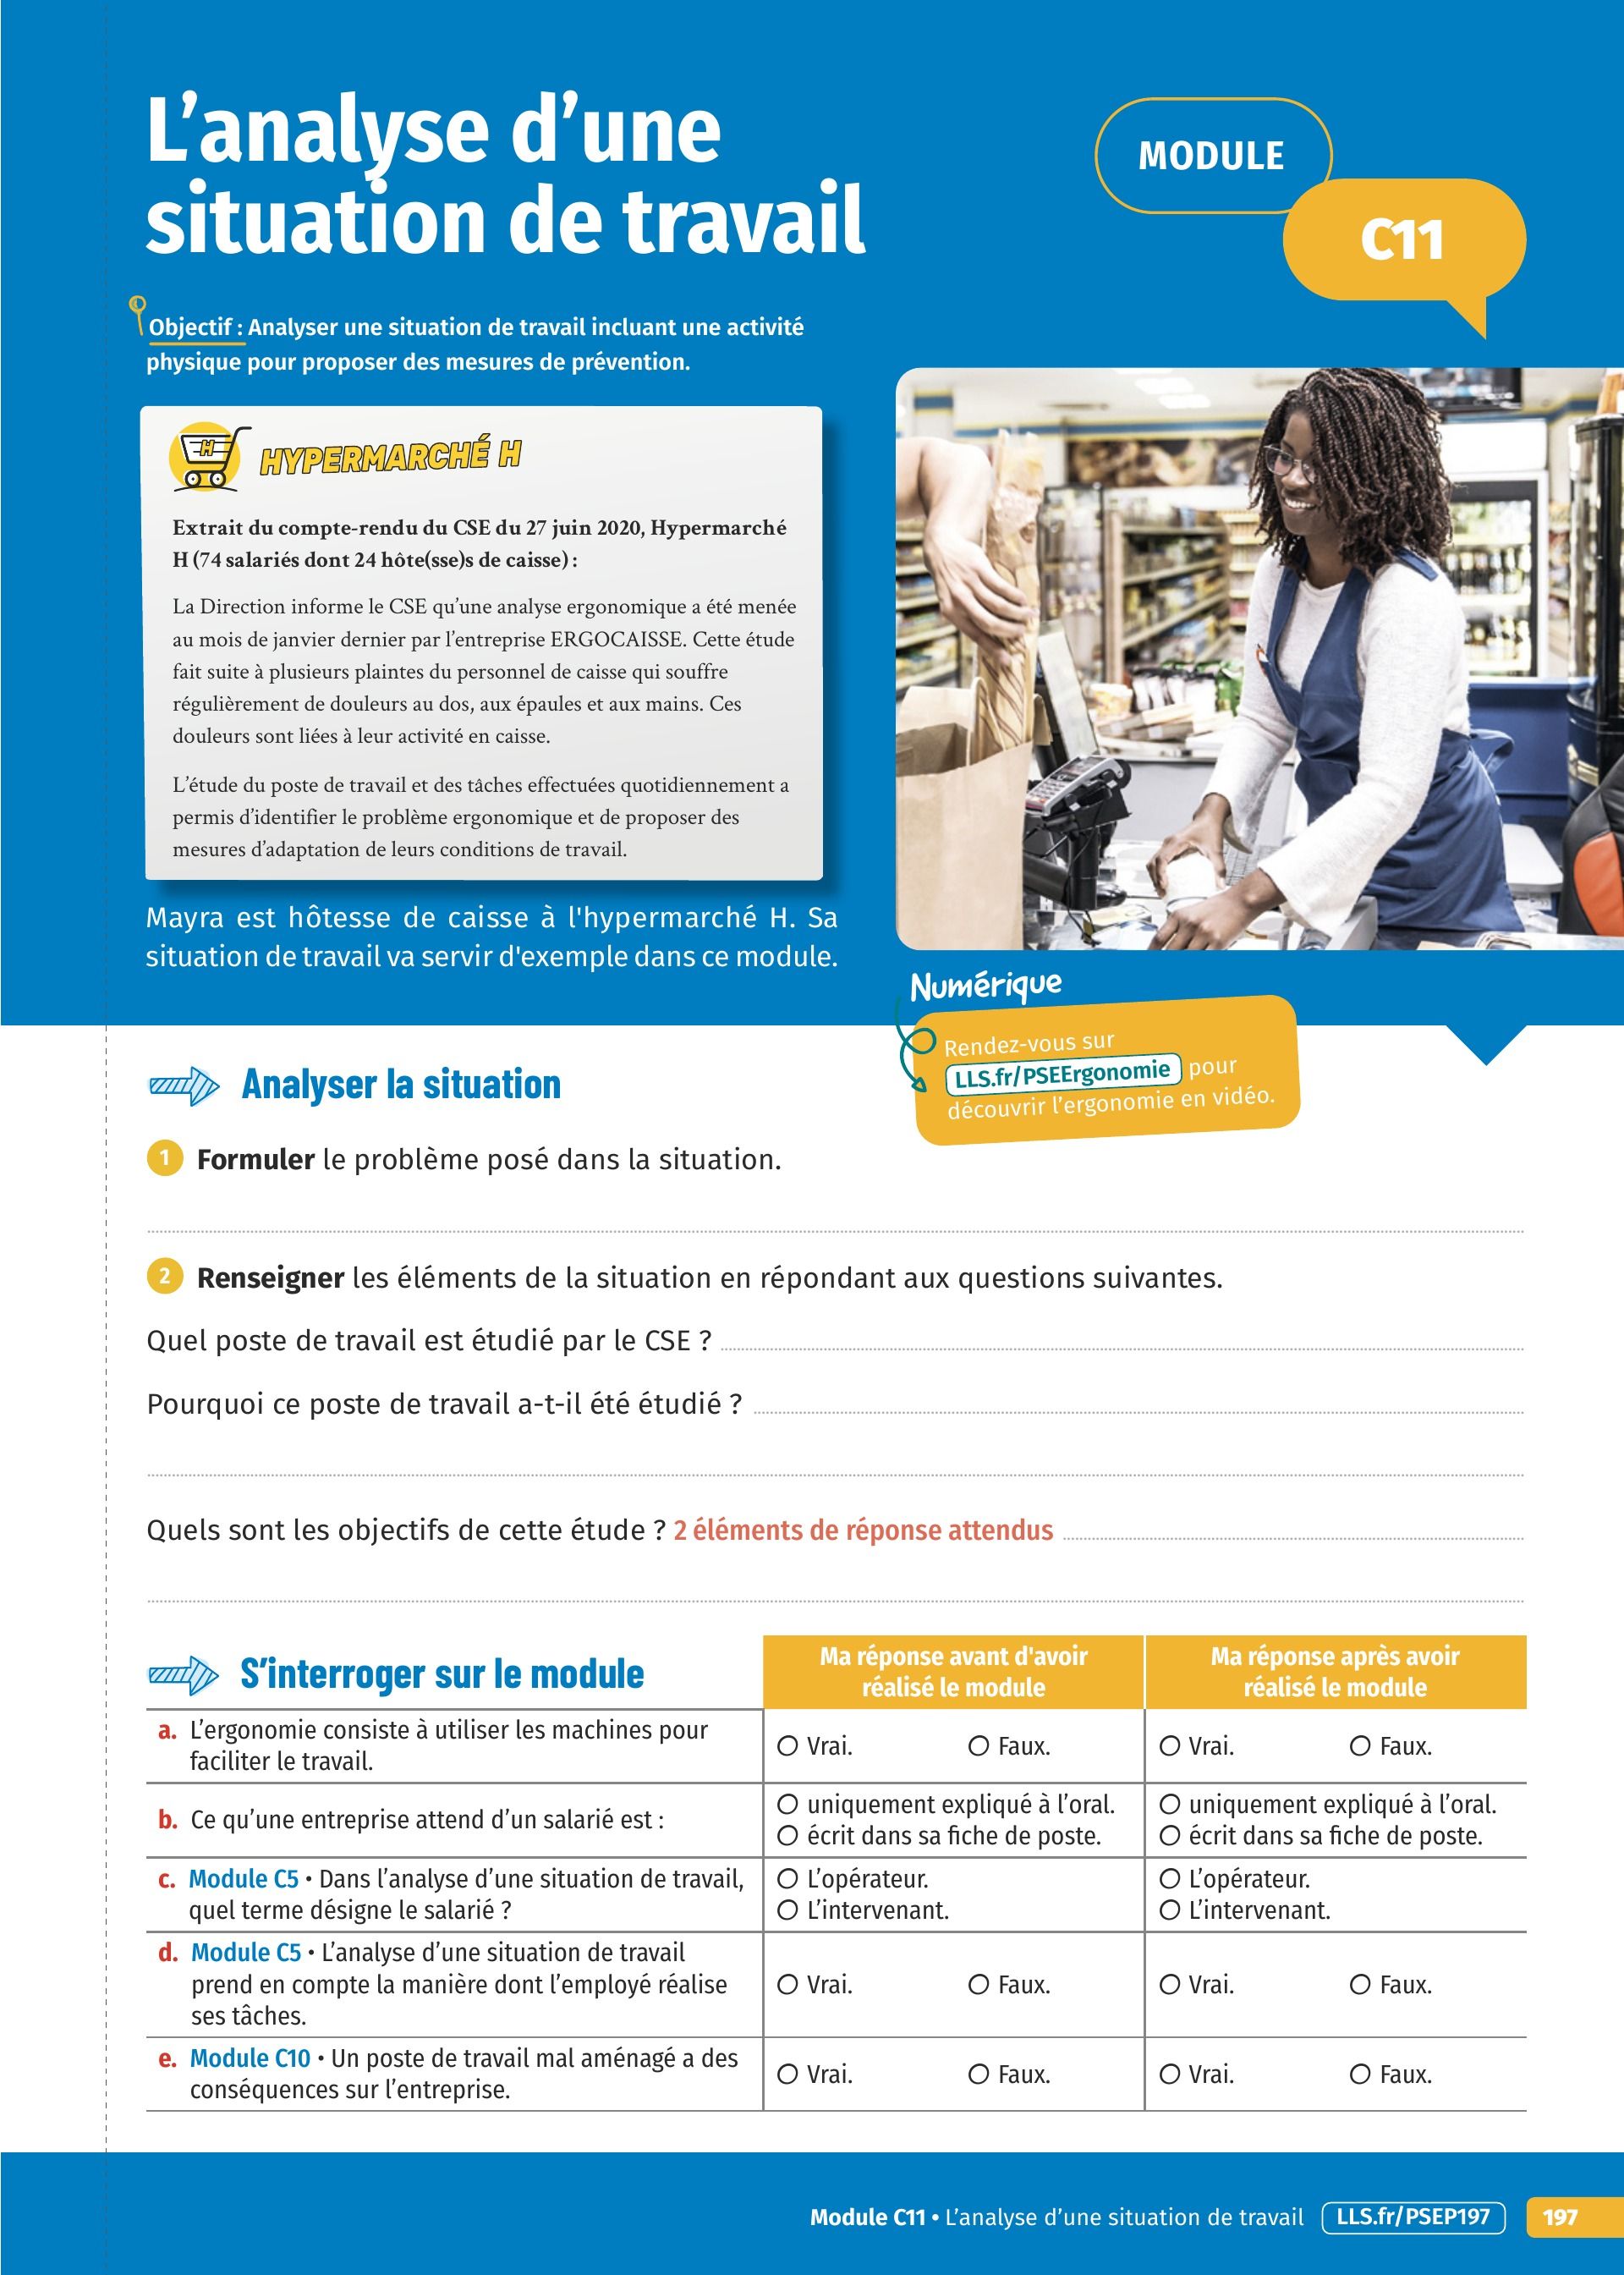 L'analyse d'une
situation de travail
MODULE
C11
Objectif : Analyser une situation de travail incluant une activité
physique pour proposer des mesures de prévention.
H
HYPERMARCHÉ H
Extrait du compte-rendu du CSE du 27 juin 2020, Hypermarché
H (74 salariés dont 24 hôte(sse)s de caisse) :
La Direction informe le CSE qu'une analyse ergonomique a été menée
au mois de janvier dernier par l'entreprise ERGOCAISSE. Cette étude
fait suite à plusieurs plaintes du personnel de caisse qui souffre
régulièrement de douleurs au dos, aux épaules et aux mains. Ces
douleurs sont liées à leur activité en caisse.
L'étude du poste de travail et des tâches effectuées quotidiennement a
permis d'identifier le problème ergonomique et de proposer des
mesures d'adaptation de leurs conditions de travail.
Mayra est hôtesse de caisse à l'hypermarché H. Sa
situation de travail va servir d'exemple dans ce module.
Numérique
Rendez-vous sur
LLS.fr/PSEErgonomie pour
découvrir l'ergonomie en vidéo.
Analyser la situation
1 Formuler le problème posé dans la situation.
2 Renseigner les éléments de la situation en répondant aux questions suivantes.
Quel poste de travail est étudié par le CSE ?
Pourquoi ce poste de travail a-t-il été étudié ?
Quels sont les objectifs de cette étude ? 2 éléments de réponse attendus
S'interroger sur le module
Ma réponse avant d'avoir
réalisé le module
Ma réponse après avoir
réalisé le module
a. L'ergonomie consiste à utiliser les machines pour
faciliter le travail.
Vrai. Faux. Vrai. Faux.
b. Ce qu'une entreprise attend d'un salarié est :
uniquement expliqué à l'oral.
écrit dans sa fiche de poste.
uniquement expliqué à l'oral.
écrit dans sa fiche de poste.
c. Module C5 • Dans l'analyse d'une situation de travail,
quel terme désigne le salarié ?
L'opérateur.
L'intervenant.
L'opérateur.
L'intervenant.
d. Module C5 • L'analyse d'une situation de travail
prend en compte la manière dont l'employé réalise
ses tâches.
Vrai. Faux. Vrai. Faux.
e. Module C10 • Un poste de travail mal aménagé a des
conséquences sur l'entreprise.
Vrai. Faux. Vrai. Faux.
Module C11 • L'analyse d'une situation de travail LLS.fr/PSEP197 197